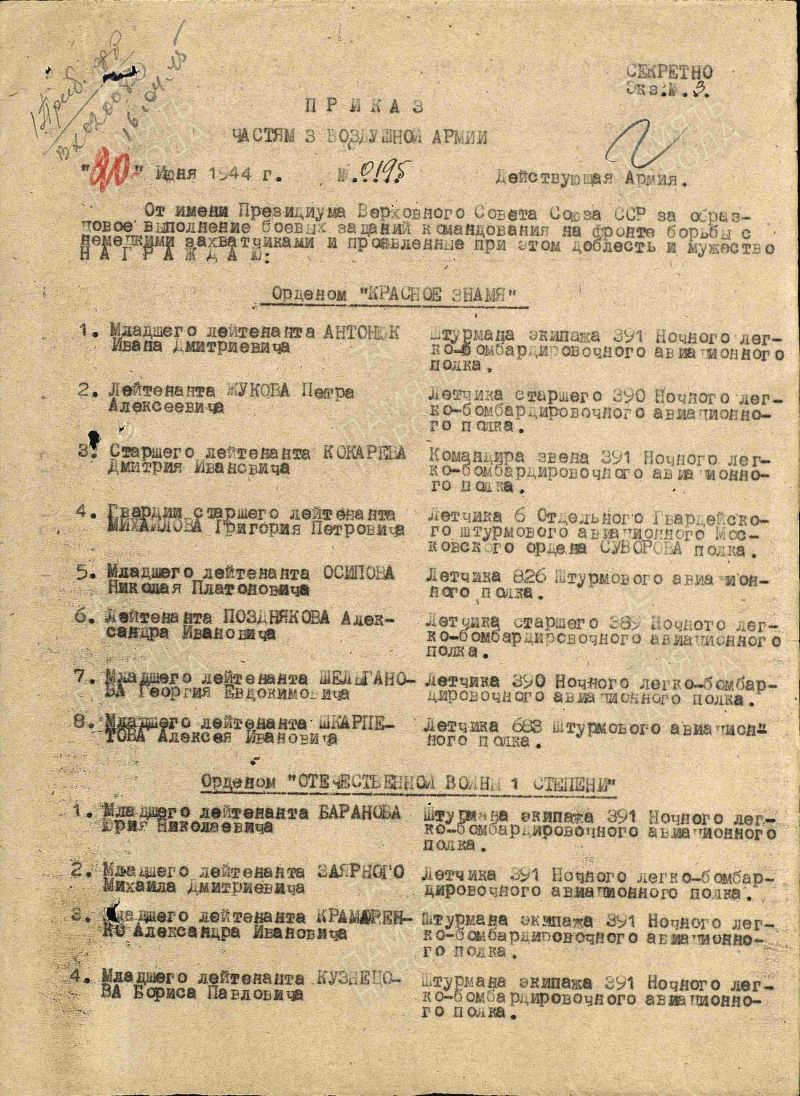 СЕКРЕТНО
Экз.№ 3.
16.04.45
ПРИКАЗ
ЧАСТЯМ 3 ВОЗДУШНОЙ АРМИИ
"20" Июня 1944 г. № 0195 Действующая Армия.
От имени Президиума Верховного Совета Союза ССР за образ-
цовое выполнение боевых заданий командования на фронте борьбы с
немецкими захватчиками и проявленные при этом доблесть и мужество
НАГРАЖДАЮ:
Орденом "КРАСНОЕ ЗНАМЯ"
1. Младшего лейтенанта АНТОНЮК Штурмана экипажа 391 Ночного лег-
Ивана Дмитриевича ко-бомбардировочного авиационного
полка.
2. Лейтенанта ЖУКОВА Петра Летчика старшего 390 Ночного лег-
Алексеевича ко-бомбардировочного авиационно-
го полка.
3. Старшего лейтенанта КОКАРЕВА Командира звена 391 Ночного лег-
Дмитрия Ивановича ко-бомбардировочного авиационно-
го полка.
4. Гвардии старшего лейтенанта Летчика 6 Отдельного Гвардейско-
МИХАЙЛОВА Григория Петровича го штурмового авиационного Мос-
ковского ордена СУВОРОВА полка.
5. Младшего лейтенанта ОСИПОВА Летчика 826 Штурмового авиацион-
Николая Платоновича ного полка.
6. Лейтенанта ПОЗДНЯКОВА Алек- Летчика старшего 389 Ночного лег-
сандра Ивановича ко-бомбардировочного авиационного
полка.
7. Младшего лейтенанта ШЕЛЬГАНО- Летчика 390 Ночного легко-бомбар-
ВА Георгия Евдокимовича дировочного авиационного полка.
8. Младшего лейтенанта ШКАРПЕ- Летчика 683 Штурмового авиацион-
ТОВА Алексея Ивановича ного полка.
Орденом "ОТЕЧЕСТВЕННОЙ ВОЙНЫ 1 СТЕПЕНИ"
1. Младшего лейтенанта БАРАНОВА Штурмана экипажа 391 Ночного лег-
Юрия Николаевича ко-бомбардировочного авиационного
полка.
2. Младшего лейтенанта ЗАЯРНОГО Летчика 391 Ночного легко-бомбар-
Михаила Дмитриевича дировочного авиационного полка.
3. Младшего лейтенанта КРАМАРЕН- Штурмана экипажа 391 Ночного лег-
КО Александра Ивановича ко-бомбардировочного авиационно-
го полка.
4. Младшего лейтенанта КУЗНЕЦО- Штурмана экипажа 391 Ночного лег-
ВА Бориса Павловича ко-бомбардировочного авиационно-
го полка.